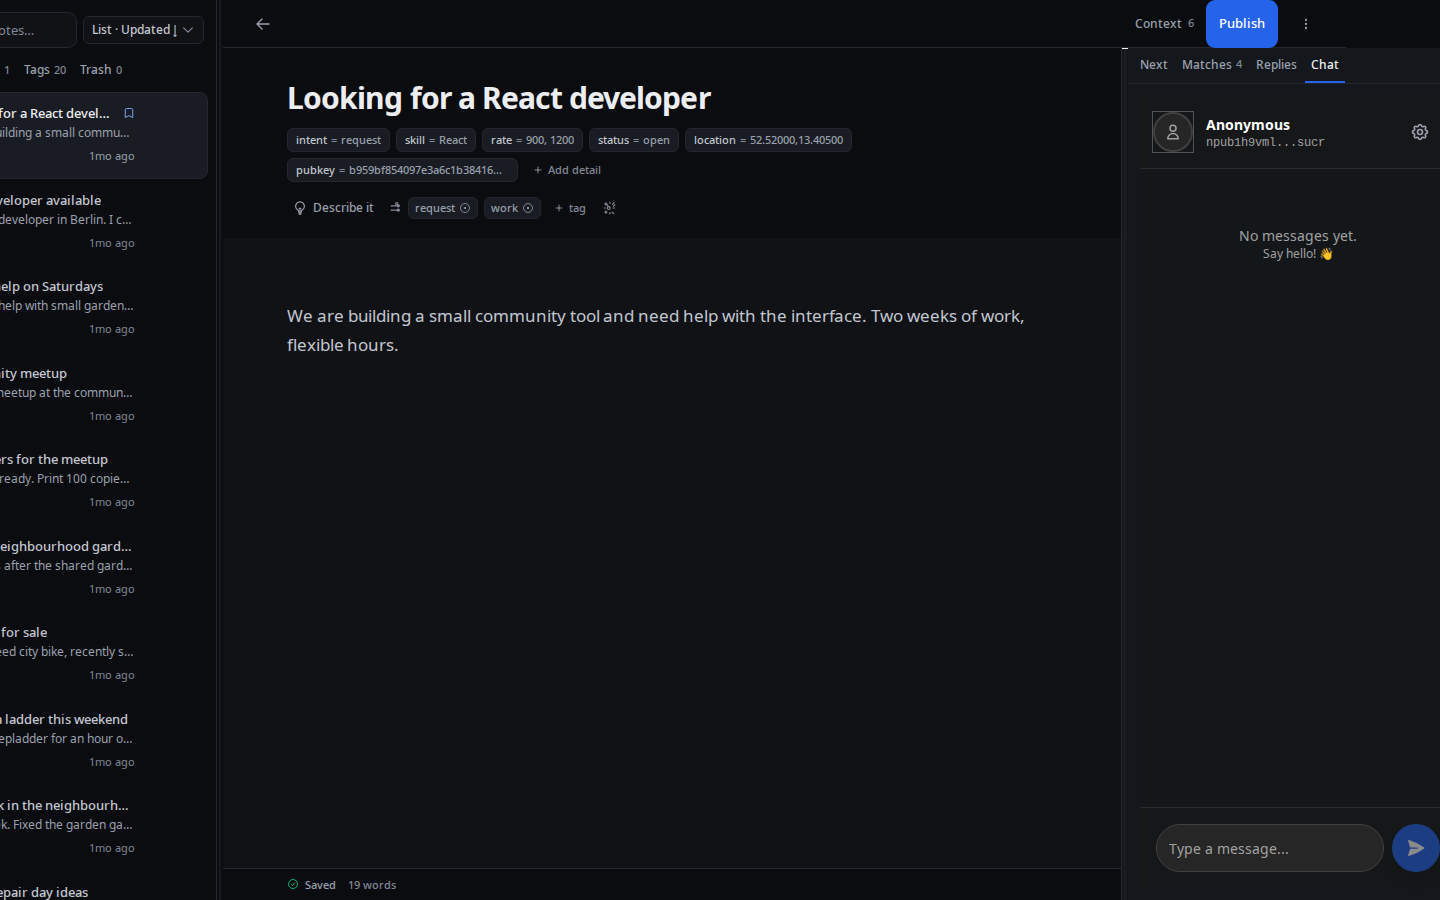 otes...
List · Updated ↓
1 Tags 20 Trash 0
for a React devel...
uilding a small commu...
1mo ago
veloper available
developer in Berlin. I c...
1mo ago
elp on Saturdays
help with small garden...
1mo ago
ity meetup
neetup at the commun...
1mo ago
ers for the meetup
ready. Print 100 copie...
1mo ago
eighbourhood gard...
after the shared gard...
1mo ago
for sale
eed city bike, recently s...
1mo ago
a ladder this weekend
epladder for an hour o...
1mo ago
k in the neighbourh...
k. Fixed the garden ga...
1mo ago
epair day ideas
Context 6 Publish
Looking for a React developer
intent = request skill = React rate = 900, 1200 status = open location = 52.52000,13.40500
pubkey = b959bf854097e3a6c1b38416... + Add detail
Describe it request work + tag
We are building a small community tool and need help with the interface. Two weeks of work,
flexible hours.
Saved 19 words
Next Matches 4 Replies Chat
Anonymous
npub1h9vml...sucr
No messages yet.
Say hello! 👋
Type a message...